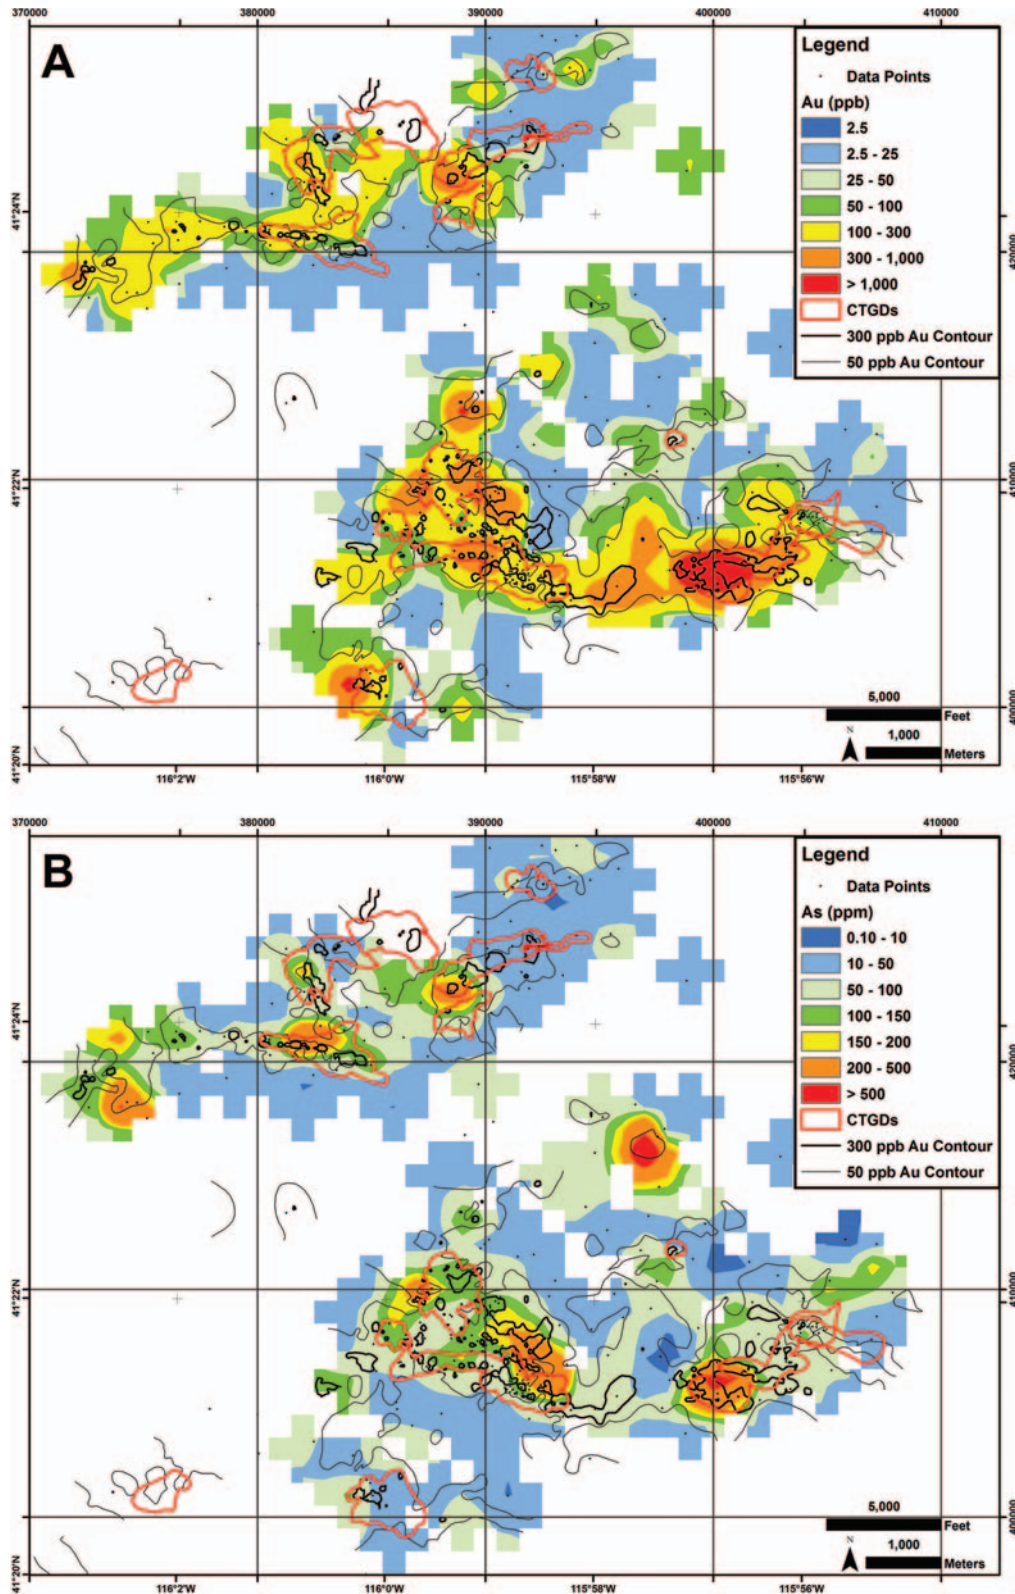 370000 380000 390000 400000 410000
A
Legend
Data Points
Au (ppb)
2.5
2.5 - 25
25 - 50
50 - 100
100 - 300
300 - 1,000
> 1,000
CTGDs
300 ppb Au Contour
50 ppb Au Contour
41°24'N
420000
41°22'N
410000
400000
41°20'N
5,000
Feet
N
1,000
Meters
116°2'W 116°0'W 115°58'W 115°56'W
370000 380000 390000 400000 410000
B
Legend
Data Points
As (ppm)
0.10 - 10
10 - 50
50 - 100
100 - 150
150 - 200
200 - 500
> 500
CTGDs
300 ppb Au Contour
50 ppb Au Contour
41°24'N
420000
41°22'N
410000
400000
41°20'N
5,000
Feet
N
1,000
Meters
116°2'W 116°0'W 115°58'W 115°56'W